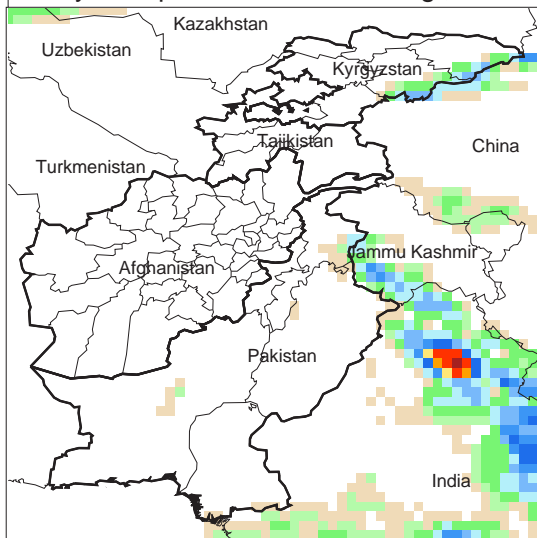 Kazakhstan
Uzbekistan
Kyrgyzstan
Tajikistan
China
Turkmenistan
Jammu Kashmir
Afghanistan
Pakistan
India